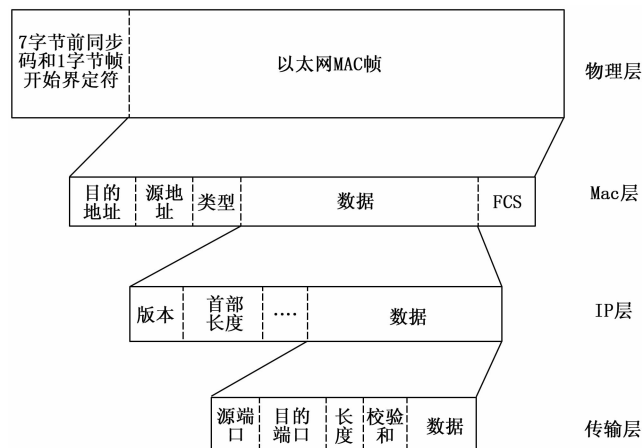 7字节前同步
码和1字节帧
开始界定符
以太网MAC帧
物理层
目的
地址
源地
址
类型
数据
FCS
Mac层
版本
首部
长度
....
数据
IP层
源端
口
目的
端口
长
度
校验
和
数据
传输层